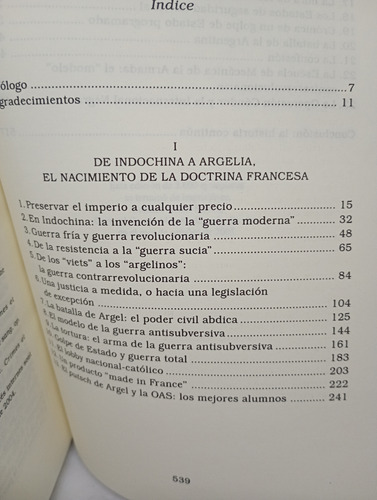 Indice
ólogo 7
gradecimientos 11
I
DE INDOCHINA A ARGELIA,
EL NACIMIENTO DE LA DOCTRINA FRANCESA
1. Preservar el imperio a cualquier precio 15
2. En Indochina: la invención de la "guerra moderna" 32
3. Guerra fría y guerra revolucionaria 48
4. De la resistencia a la "guerra sucia" 65
5. De los "viets" a los "argelinos":
la guerra contrarrevolucionaria 84
6. Una justicia a medida, o hacia una legislación
de excepción 104
7. La batalla de Argel: el poder civil abdica 125
8. El modelo de la guerra antisubversiva 144
La tortura: el arma de la guerra antisubversiva 161
Golpe de Estado y guerra total 183
El lobby nacional-católico 203
Un producto "made in France" 222
El putsch de Argel y la OAS: los mejores alumnos 241
539
de 2004.